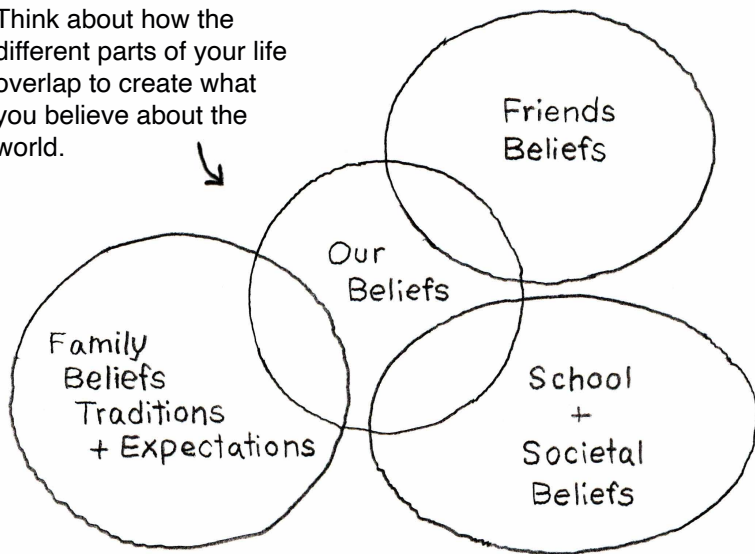 Think about how the
different parts of your life
overlap to create what
you believe about the
world.
Friends
Beliefs
Our
Beliefs
Family
Beliefs
Traditions
+ Expectations
School
+
Societal
Beliefs